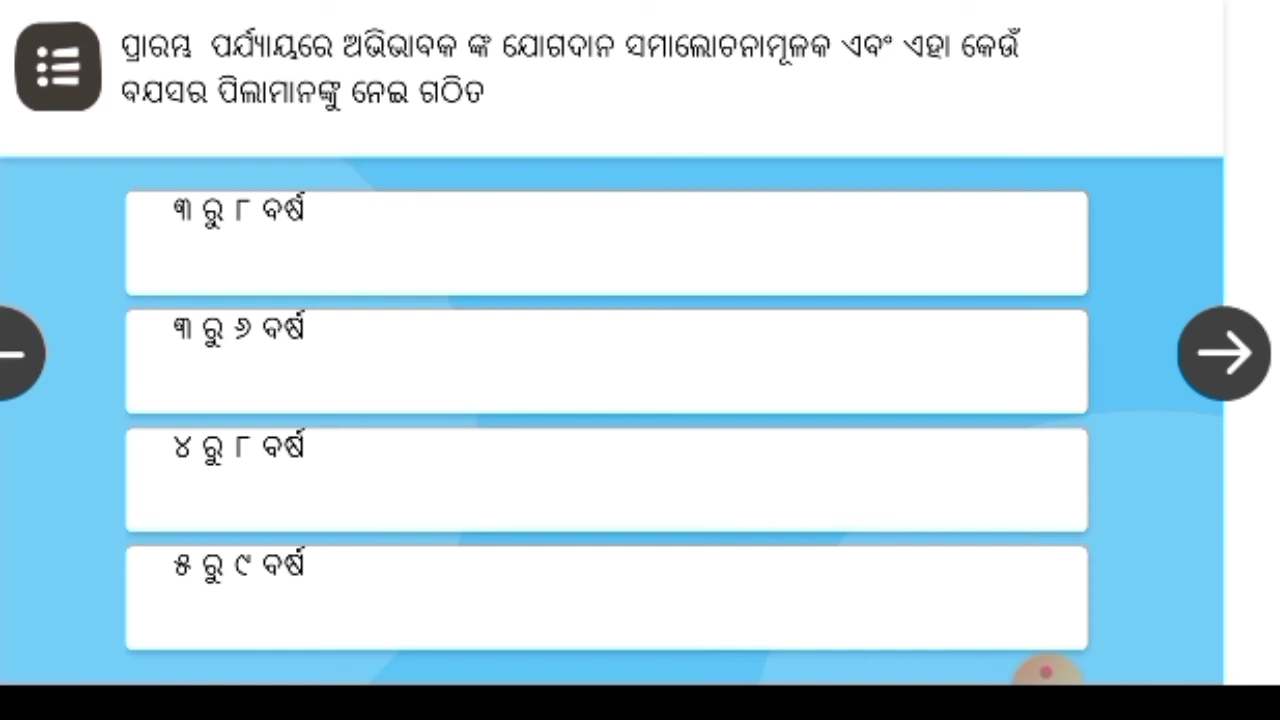 ପ୍ରାରମ୍ଭ ପର୍ଯ୍ୟାୟରେ ଅଭିଭାବକ ଙ୍କ ଯୋଗଦାନ ସମାଲୋଚନାମୂଳକ ଏବଂ ଏହା କେଉଁ
ବଯସର ପିଲାମାନଙ୍କୁ ନେଇ ଗଠିତ
୩ ରୁ ୮ ବର୍ଷ
୩ ରୁ ୬ ବର୍ଷ
୪ ରୁ ୮ ବର୍ଷ
୫ ରୁ ୯ ବର୍ଷ